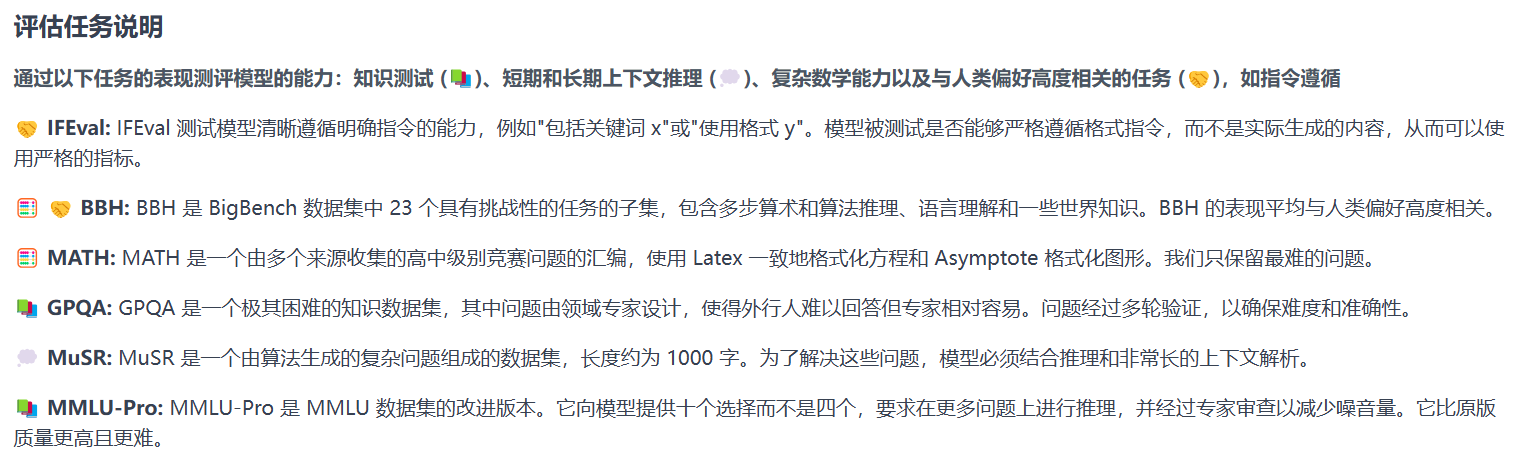 评估任务说明
通过以下任务的表现测评模型的能力：知识测试 (📚)、短期和长期上下文推理 (💭)、复杂数学能力以及与人类偏好高度相关的任务 (🤝)，如指令遵循
🤝 IFEval: IFEval 测试模型清晰遵循明确指令的能力，例如"包括关键词 x"或"使用格式 y"。模型被测试是否能够严格遵循格式指令，而不是实际生成的内容，从而可以使
用严格的指标。
🧮 🤝 BBH: BBH 是 BigBench 数据集中 23 个具有挑战性的任务的子集，包含多步算术和算法推理、语言理解和一些世界知识。BBH 的表现平均与人类偏好高度相关。
🧮 MATH: MATH 是一个由多个来源收集的高中级别竞赛问题的汇编，使用 Latex 一致地格式化方程和 Asymptote 格式化图形。我们只保留最难的问题。
📚 GPQA: GPQA 是一个极其困难的知识数据集，其中问题由领域专家设计，使得外行人难以回答但专家相对容易。问题经过多轮验证，以确保难度和准确性。
💭 MuSR: MuSR 是一个由算法生成的复杂问题组成的数据集，长度约为 1000 字。为了解决这些问题，模型必须结合推理和非常长的上下文解析。
📚 MMLU-Pro: MMLU-Pro 是 MMLU 数据集的改进版本。它向模型提供十个选择而不是四个，要求在更多问题上进行推理，并经过专家审查以减少噪音量。它比原版
质量更高且更难。